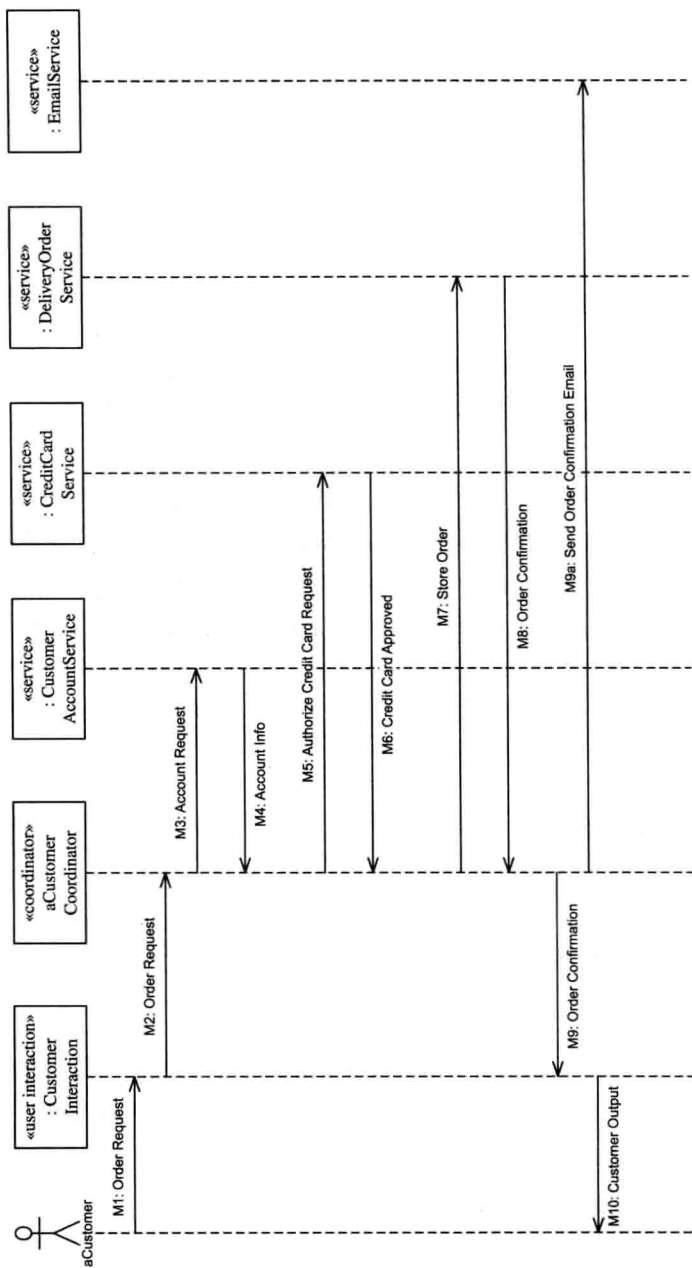 aCustomer
«user interaction»
: Customer
Interaction
«coordinator»
aCustomer
Coordinator
«service»
: Customer
AccountService
«service»
: CreditCard
Service
«service»
: DeliveryOrder
Service
«service»
: EmailService
M1: Order Request
M2: Order Request
M3: Account Request
M4: Account Info
M5: Authorize Credit Card Request
M6: Credit Card Approved
M7: Store Order
M8: Order Confirmation
M9: Order Confirmation
M9a: Send Order Confirmation Email
M10: Customer Output